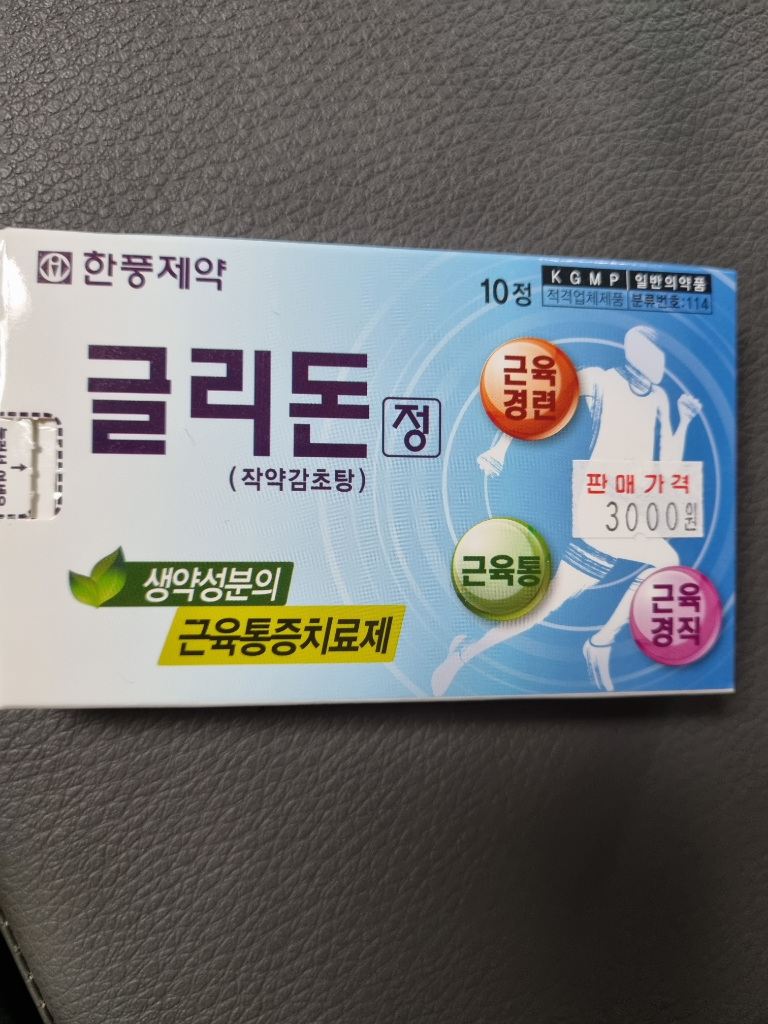 한풍제약
10정
K G M P 일반의약품
적격업체제품 분류번호:114
글리돈 정
(작약감초탕)
근육
경련
판매가격
3000원
생약성분의
근육통증치료제
근육통
근육
경직